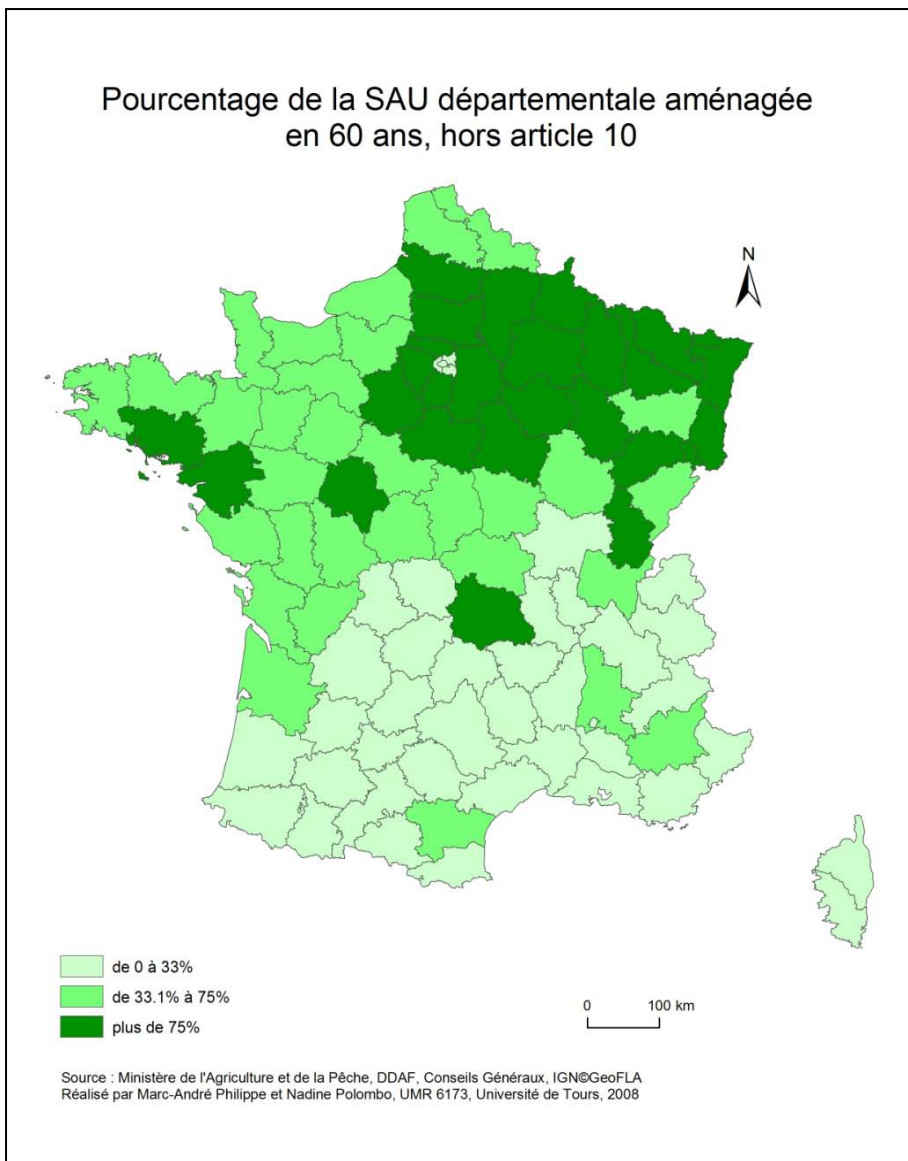 Pourcentage de la SAU départementale aménagée
en 60 ans, hors article 10
N
de 0 à 33%
de 33.1% à 75%
plus de 75%
0 100 km
Source : Ministère de l'Agriculture et de la Pêche, DDAF, Conseils Généraux, IGN©GeoFLA
Réalisé par Marc-André Philippe et Nadine Polombo, UMR 6173, Université de Tours, 2008